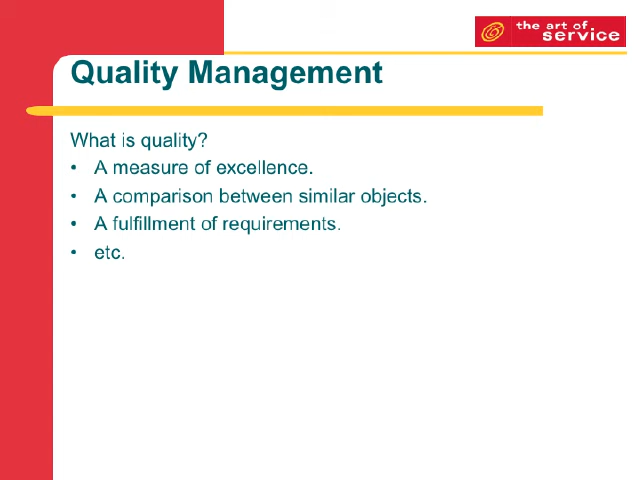 the art of
service
Quality Management
What is quality?
• A measure of excellence.
• A comparison between similar objects.
• A fulfillment of requirements.
• etc.